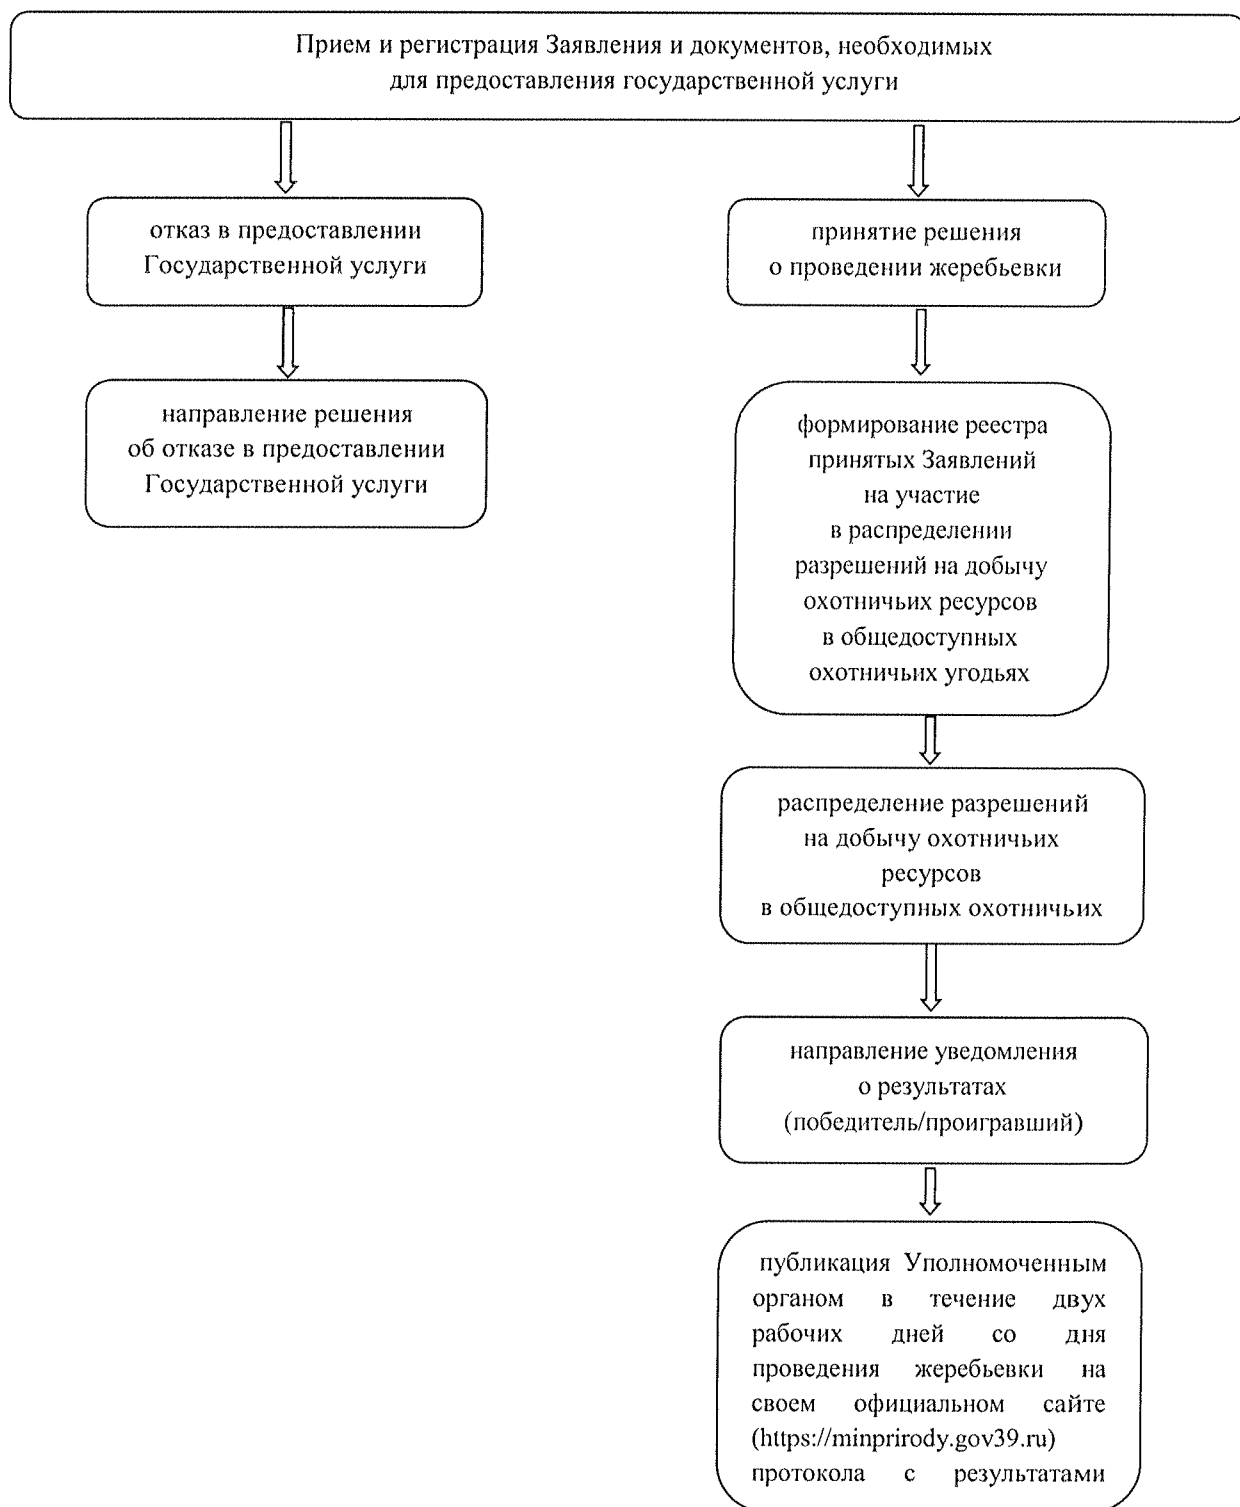 Прием и регистрация Заявления и документов, необходимых
для предоставления государственной услуги
отказ в предоставлении
Государственной услуги
направление решения
об отказе в предоставлении
Государственной услуги
принятие решения
о проведении жеребьевки
формирование реестра
принятых Заявлений
на участие
в распределении
разрешений на добычу
охотничьих ресурсов
в общедоступных
охотничьих угодьях
распределение разрешений
на добычу охотничьих
ресурсов
в общедоступных охотничьих
направление уведомления
о результатах
(победитель/проигравший)
публикация Уполномоченным
органом в течение двух
рабочих дней со дня
проведения жеребьевки на
своем официальном сайте
(https://minprirody.gov39.ru)
протокола с результатами